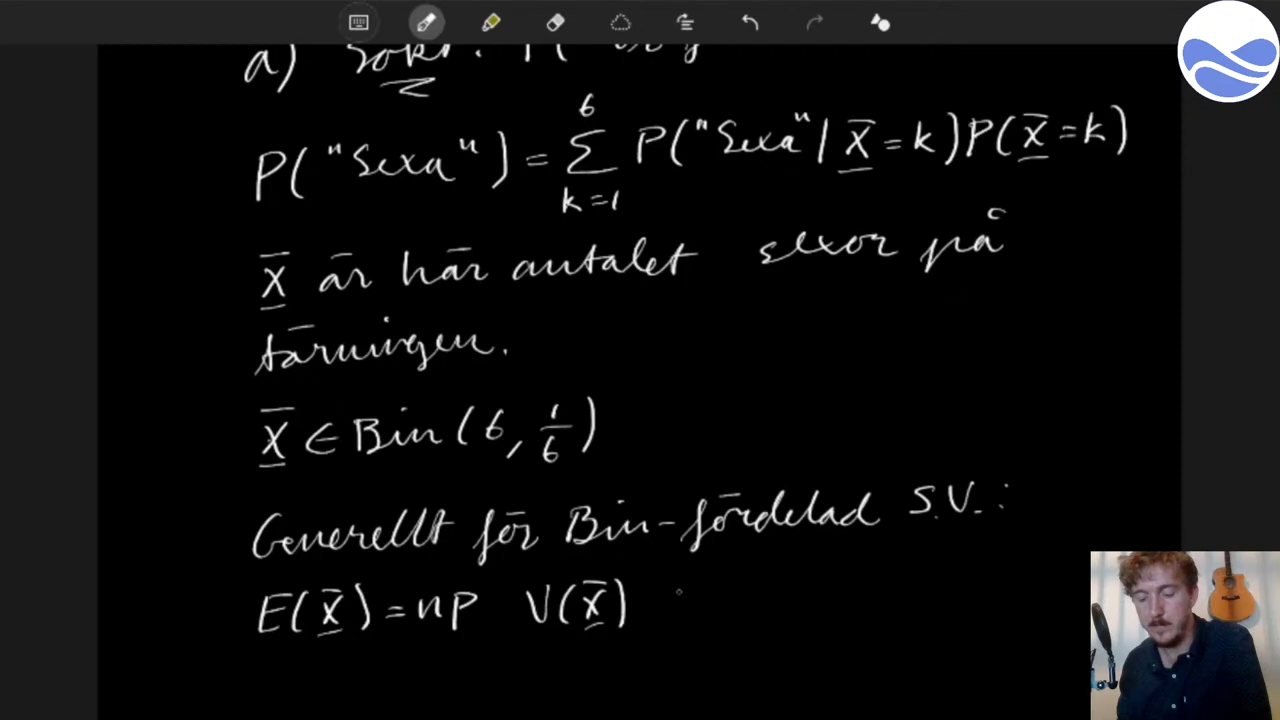 a) Sökt: P(
P("Sexa") = 6 Σ k=1 P("Sexa" | X = k) P(X = k)
X är här antalet sexor på
tärningen.
X ∈ Bin(6, 1/6)
Generellt för Bin-fördelad S.V.:
E(X) = np V(X)